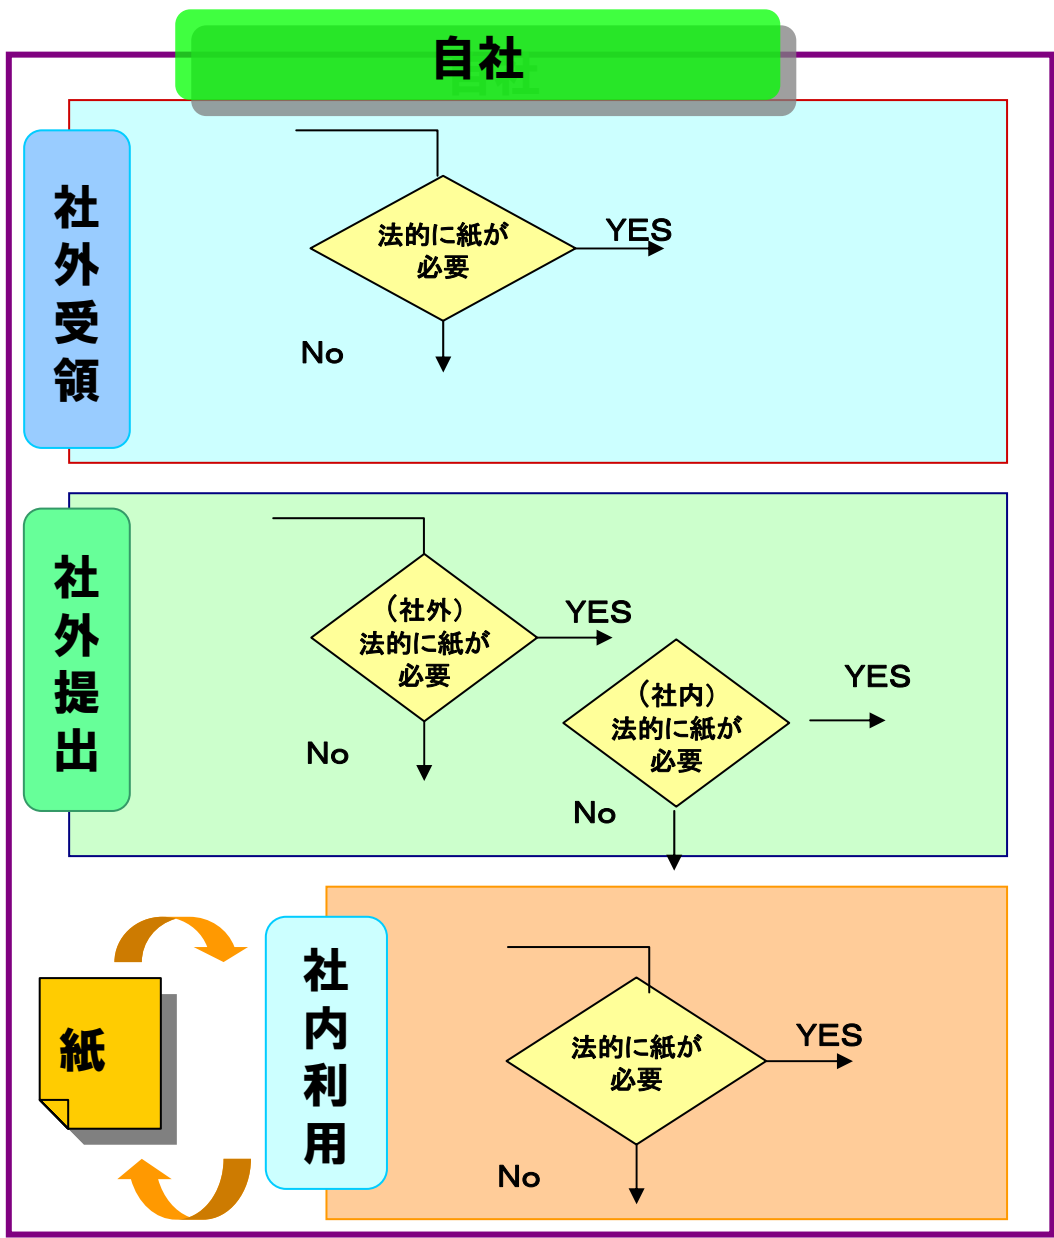 自社
社外受領
法的に紙が
必要
YES
No
社外提出
（社外）
法的に紙が
必要
YES
No
（社内）
法的に紙が
必要
YES
No
紙
社内利用
法的に紙が
必要
YES
No